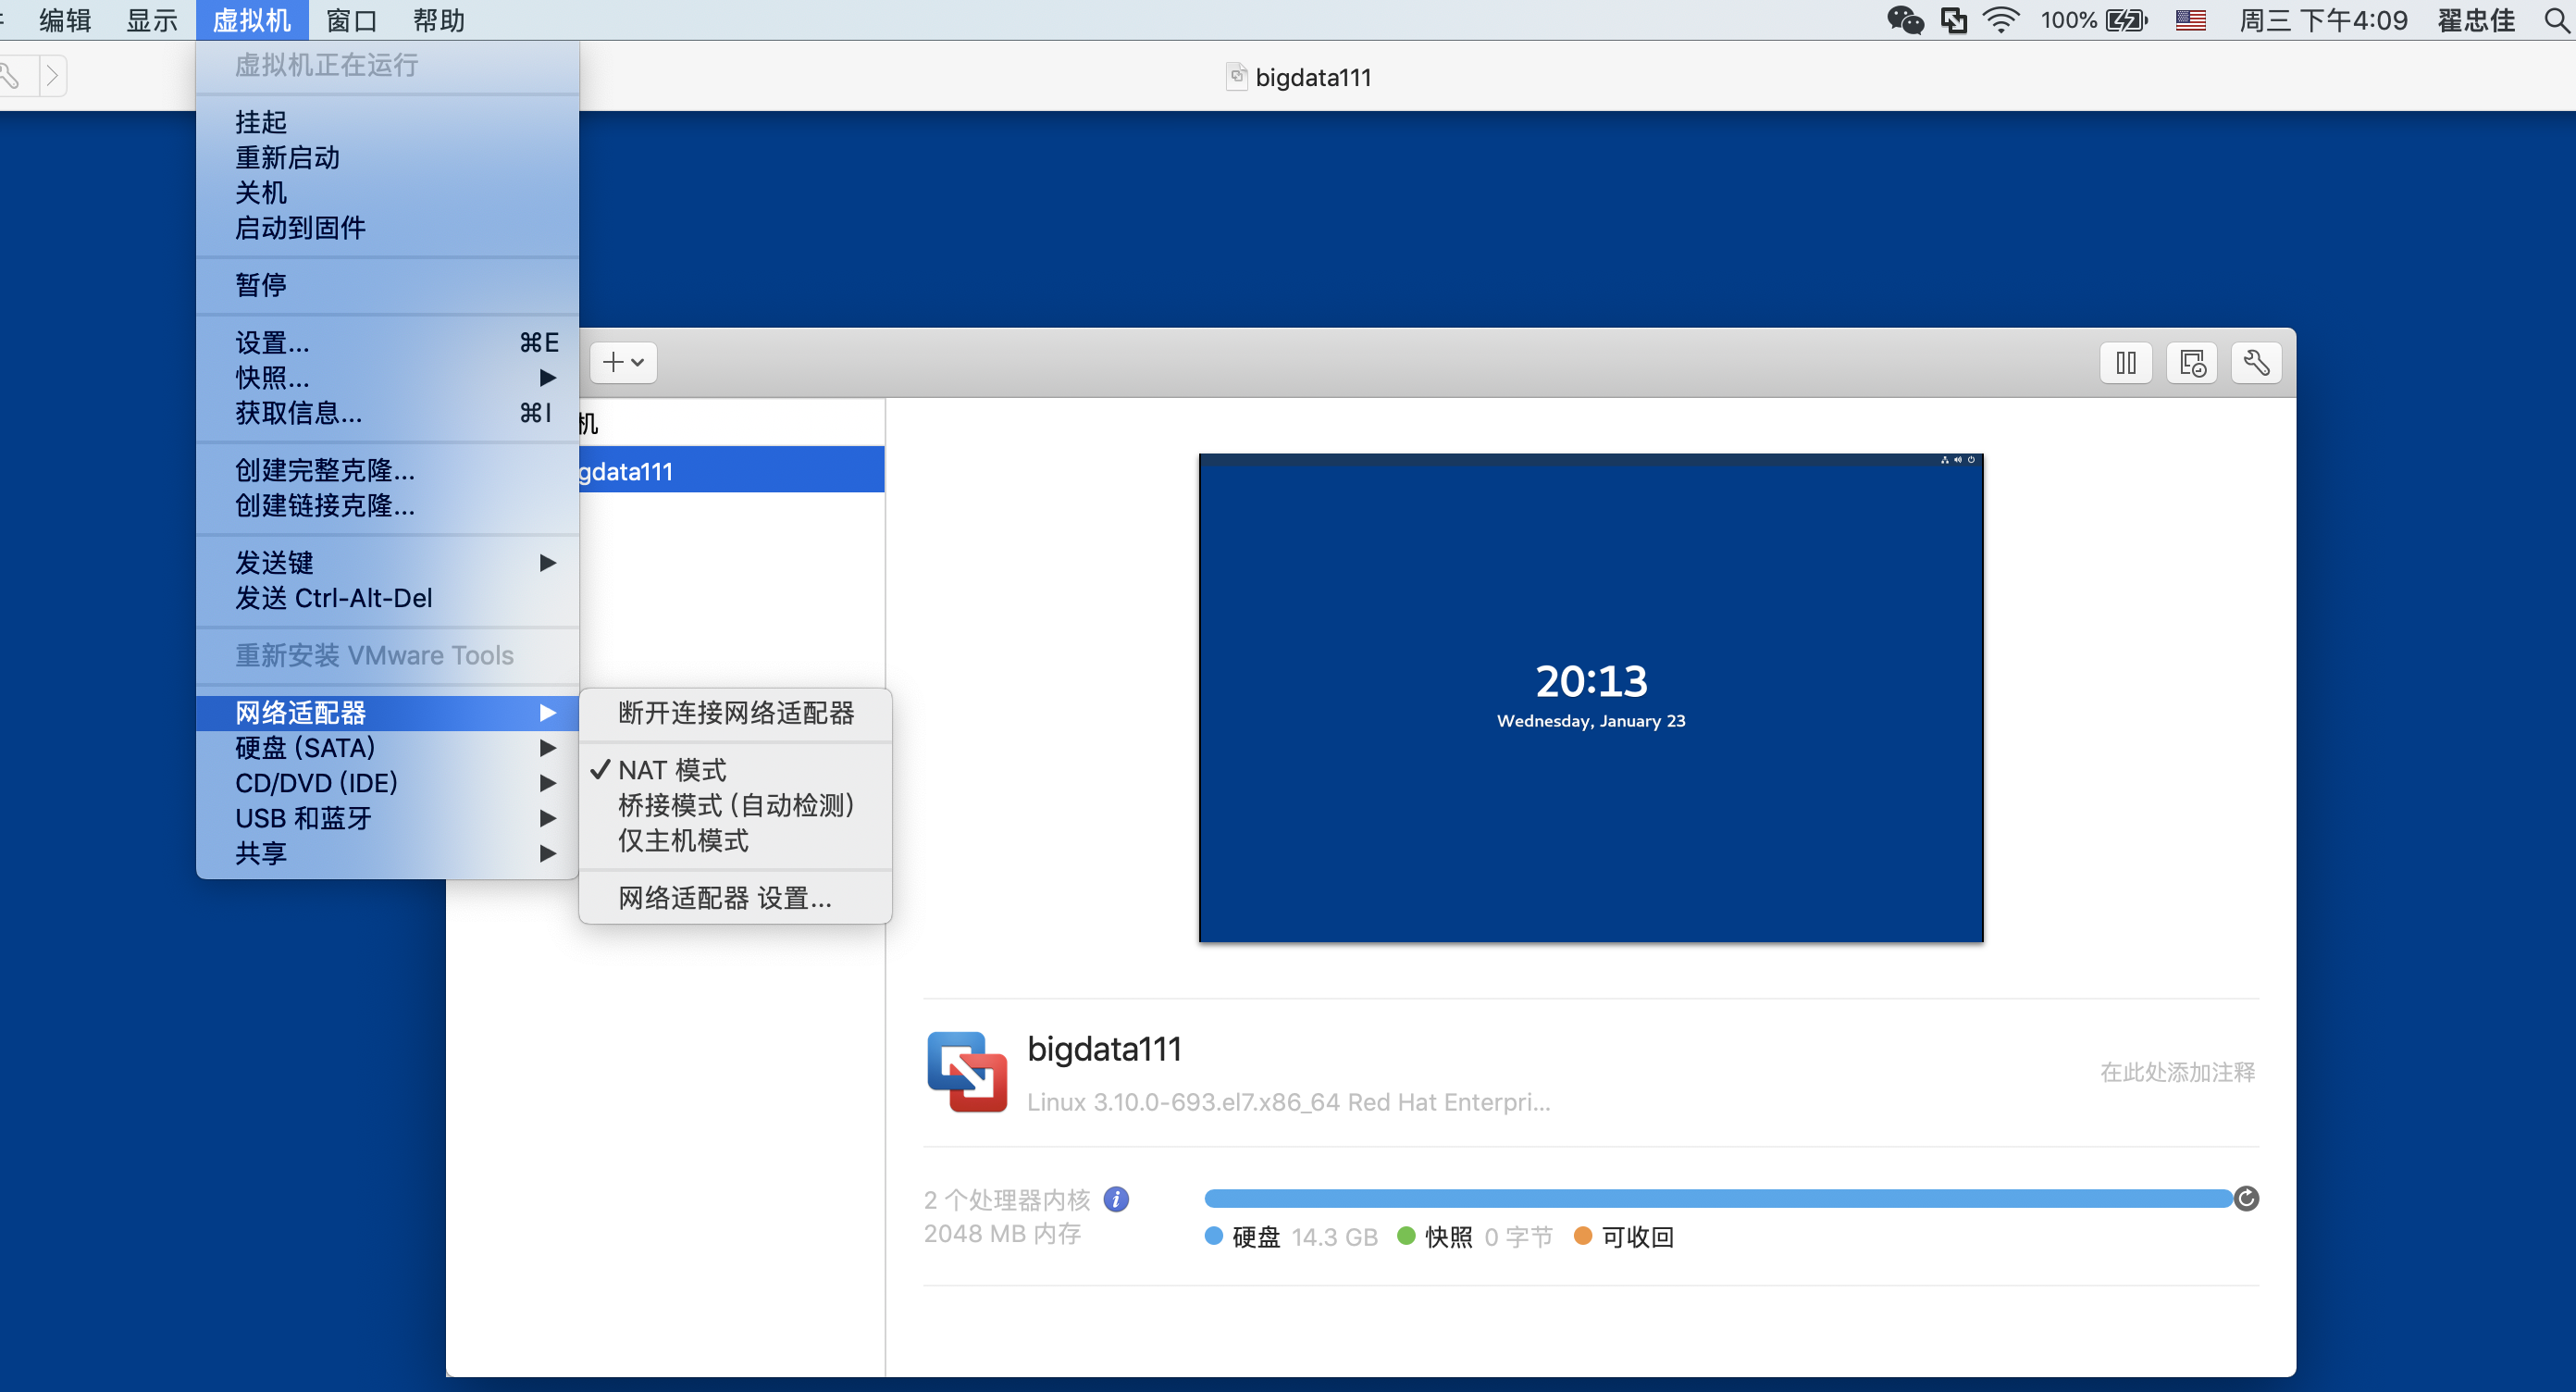 编辑 显示 虚拟机 窗口 帮助
100% 周三 下午4:09 翟忠佳
bigdata111
虚拟机正在运行
挂起
重新启动
关机
启动到固件
暂停
设置... ⌘E
快照...
获取信息... ⌘I
创建完整克隆...
创建链接克隆...
发送键
发送 Ctrl-Alt-Del
重新安装 VMware Tools
网络适配器
硬盘 (SATA)
CD/DVD (IDE)
USB 和蓝牙
共享
断开连接网络适配器
✓ NAT 模式
桥接模式 (自动检测)
仅主机模式
网络适配器 设置...
机
gdata111
20:13
Wednesday, January 23
bigdata111
Linux 3.10.0-693.el7.x86_64 Red Hat Enterpri...
在此处添加注释
2 个处理器内核
2048 MB 内存
硬盘 14.3 GB 快照 0 字节 可收回